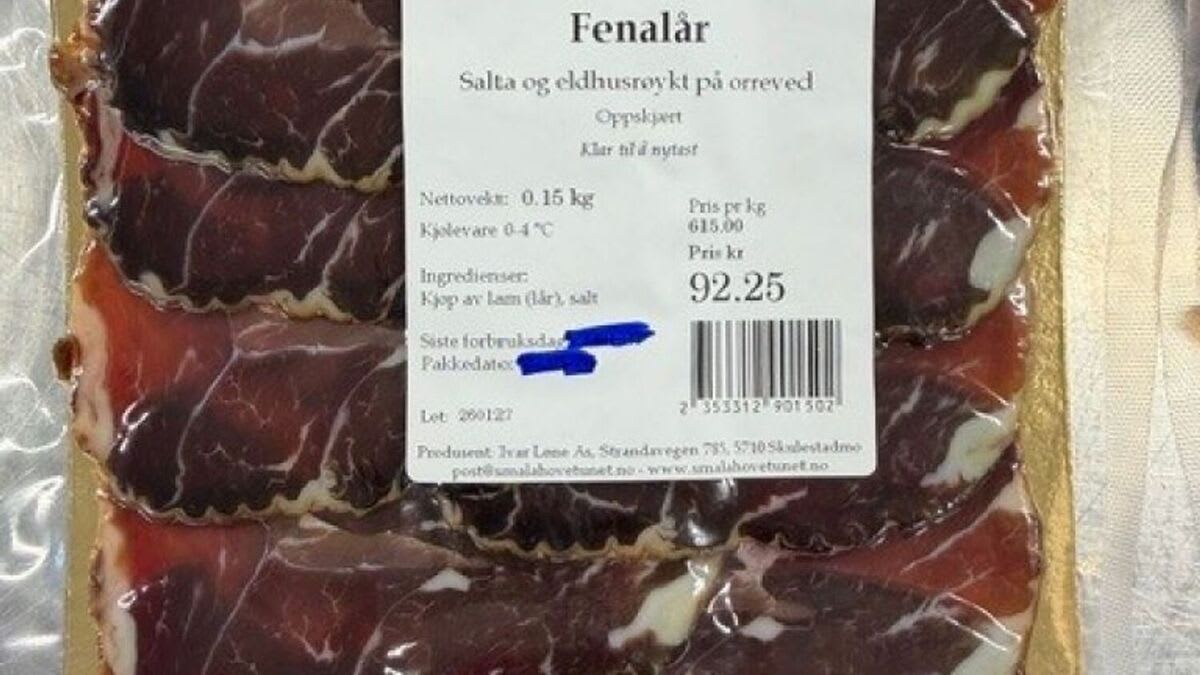 Fenalår
Salta og eldhusrøykt på orreved
Oppskjært
Klar til å nytast
Nettovekt: 0.15 kg
Kjølevare 0-4 °C
Pris pr kg
615.00
Pris kr
92.25
Ingredienser:
Kjøp av lam (lår), salt
Siste forbruksdag
Pakkedato:
Lot: 260127
2 353312 901502
Produsent: Ivar Løne As, Strandavegen 785, 5710 Skulestadmo
post@smalahovetunet.no - www.smalahovetunet.no